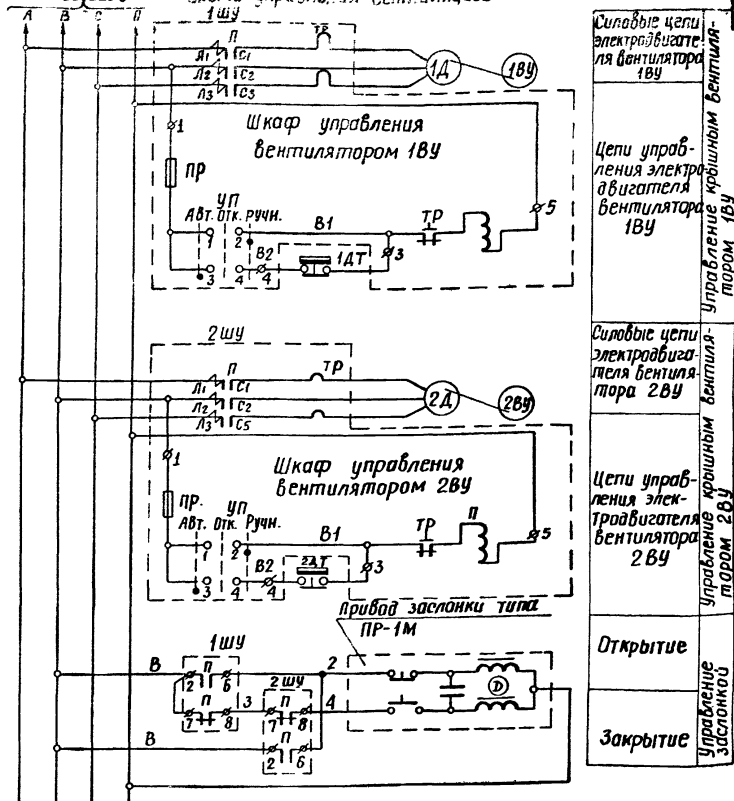 А В С О
1ШУ
П ТР
Л1 С1
Л2 С2
Л3 С3
1Д 1ВУ
Шкаф управления
вентилятором 1ВУ
1
ПР
УП
Авт. Отк. Ручн.
1 2 В1 ТР 5
3 4 В2 4 1ДТ 3
2ШУ
П ТР
Л1 С1
Л2 С2
Л3 С5
2Д 2ВУ
Шкаф управления
вентилятором 2ВУ
1
ПР.
УП
Авт. Отк. Ручн.
1 2 В1 ТР П 5
3 4 В2 4 2ДТ 3
Привод заслонки типа
ПР-1М
1ШУ
В 2 П 6 2
2ШУ
7 П 8 3 7 П 8 4
D
В 2 П 6
Силовые цепи
электродвигате-
ля вентилятора
1ВУ
Цепи управ-
ления электро-
двигателя
вентилятора
1ВУ
Управление крышным вентиля-
тором 1ВУ
Силовые цепи
электродвига-
теля вентиля-
тора 2ВУ
Цепи управ-
ления элек-
тродвигателя
вентилятора
2ВУ
Управление крышным вентиля-
тором 2ВУ
Открытие
Закрытие
Управление
заслонкой